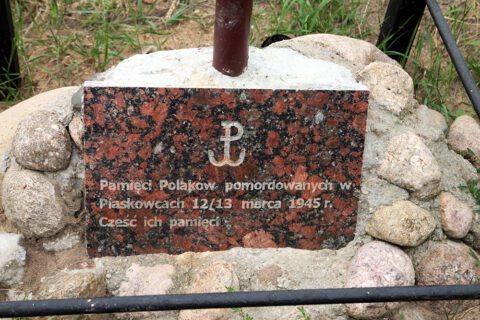 Pamięci Polaków pomordowanych w
Piaskowcach 12/13 marca 1945 r.
Cześć ich pamięci